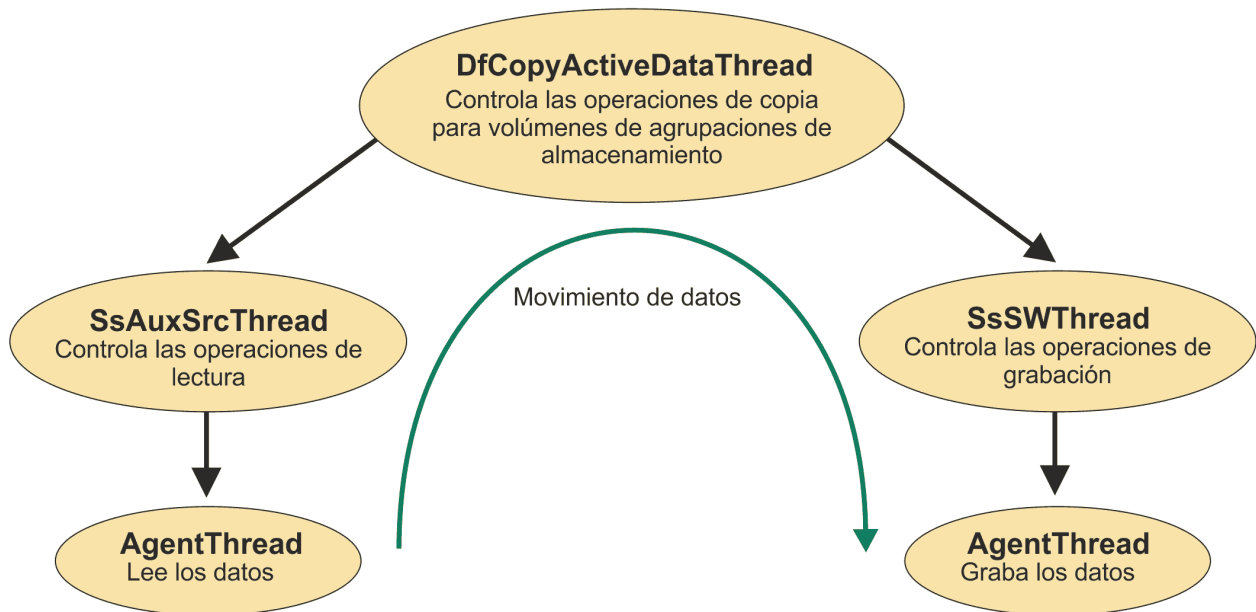 DfCopyActiveDataThread
Controla las operaciones de copia
para volúmenes de agrupaciones de
almacenamiento
Movimiento de datos
SsAuxSrcThread
Controla las operaciones de
lectura
SsSWThread
Controla las operaciones de
grabación
AgentThread
Lee los datos
AgentThread
Graba los datos